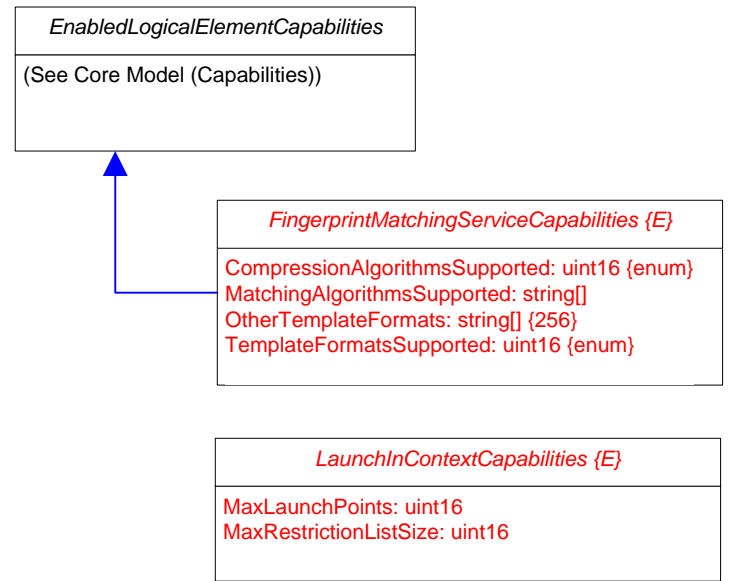 EnabledLogicalElementCapabilities
(See Core Model (Capabilities))
FingerprintMatchingServiceCapabilities {E}
CompressionAlgorithmsSupported: uint16 {enum}
MatchingAlgorithmsSupported: string[]
OtherTemplateFormats: string[] {256}
TemplateFormatsSupported: uint16 {enum}
LaunchInContextCapabilities {E}
MaxLaunchPoints: uint16
MaxRestrictionListSize: uint16